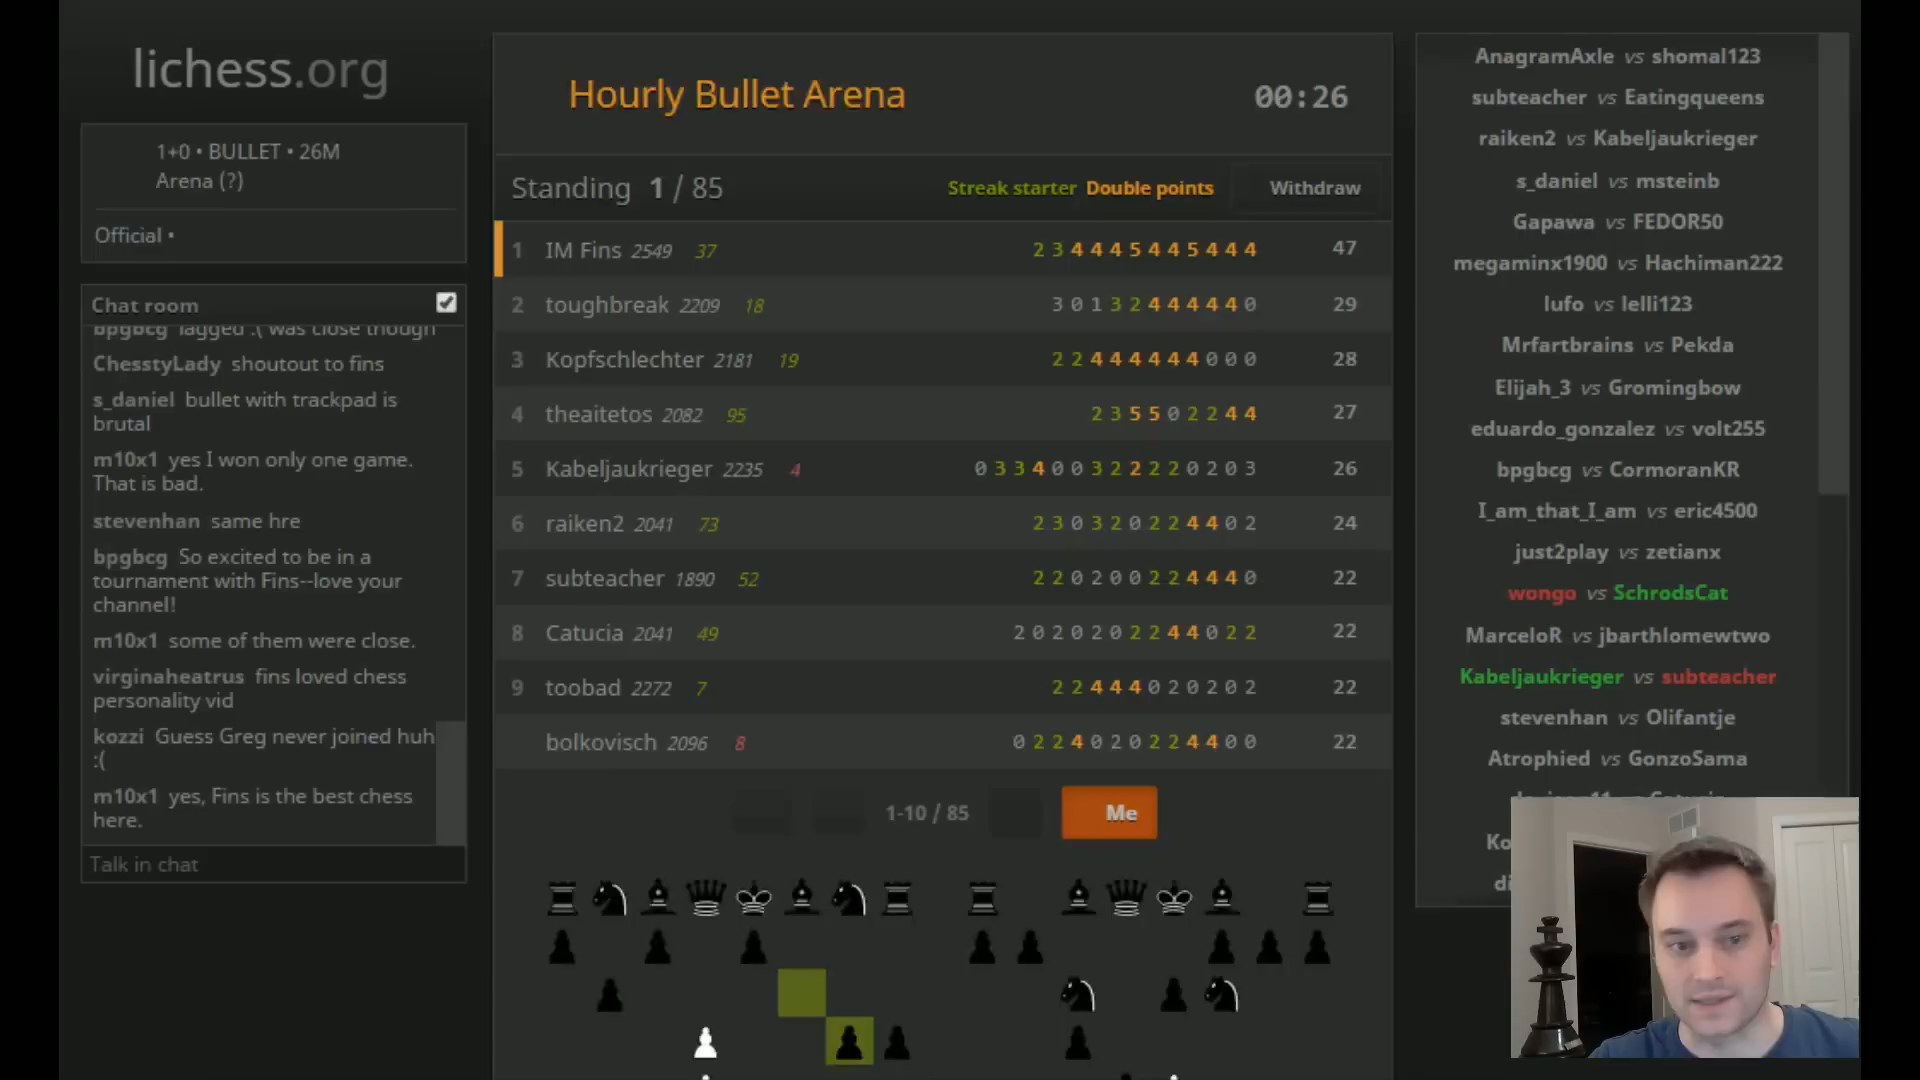 lichess.org
1+0 • BULLET • 26M
Arena (?)
Official •
Chat room
bpgbcg lagged :( was close though
ChesstyLady shoutout to fins
s_daniel bullet with trackpad is
brutal
m10x1 yes I won only one game.
That is bad.
stevenhan same hre
bpgbcg So excited to be in a
tournament with Fins--love your
channel!
m10x1 some of them were close.
virginaheatrus fins loved chess
personality vid
kozzi Guess Greg never joined huh
:(
m10x1 yes, Fins is the best chess
here.
Talk in chat
Hourly Bullet Arena 00:26
Standing 1 / 85 Streak starter Double points Withdraw
1 IM Fins 2549 37 2 3 4 4 4 5 4 4 5 4 4 4 47
2 toughbreak 2209 18 3 0 1 3 2 4 4 4 4 4 0 29
3 Kopfschlechter 2181 19 2 2 4 4 4 4 4 4 0 0 0 28
4 theaitetos 2082 95 2 3 5 5 0 2 2 4 4 27
5 Kabeljaukrieger 2235 4 0 3 3 4 0 0 3 2 2 2 2 0 2 0 3 26
6 raiken2 2041 73 2 3 0 3 2 0 2 2 4 4 0 2 24
7 subteacher 1890 52 2 2 0 2 0 0 2 2 4 4 4 0 22
8 Catucia 2041 49 2 0 2 0 2 0 2 2 4 4 0 2 2 22
9 toobad 2272 7 2 2 4 4 4 0 2 0 2 0 2 22
bolkovisch 2096 8 0 2 2 4 0 2 0 2 2 4 4 0 0 22
1-10 / 85 Me
AnagramAxle vs shomal123
subteacher vs Eatingqueens
raiken2 vs Kabeljaukrieger
s_daniel vs msteinb
Gapawa vs FEDOR50
megaminx1900 vs Hachiman222
lufo vs lelli123
Mrfartbrains vs Pekda
Elijah_3 vs Gromingbow
eduardo_gonzalez vs volt255
bpgbcg vs CormoranKR
I_am_that_I_am vs eric4500
just2play vs zetianx
wongo vs SchrodsCat
MarceloR vs jbarthlomewtwo
Kabeljaukrieger vs subteacher
stevenhan vs Olifantje
Atrophied vs GonzoSama